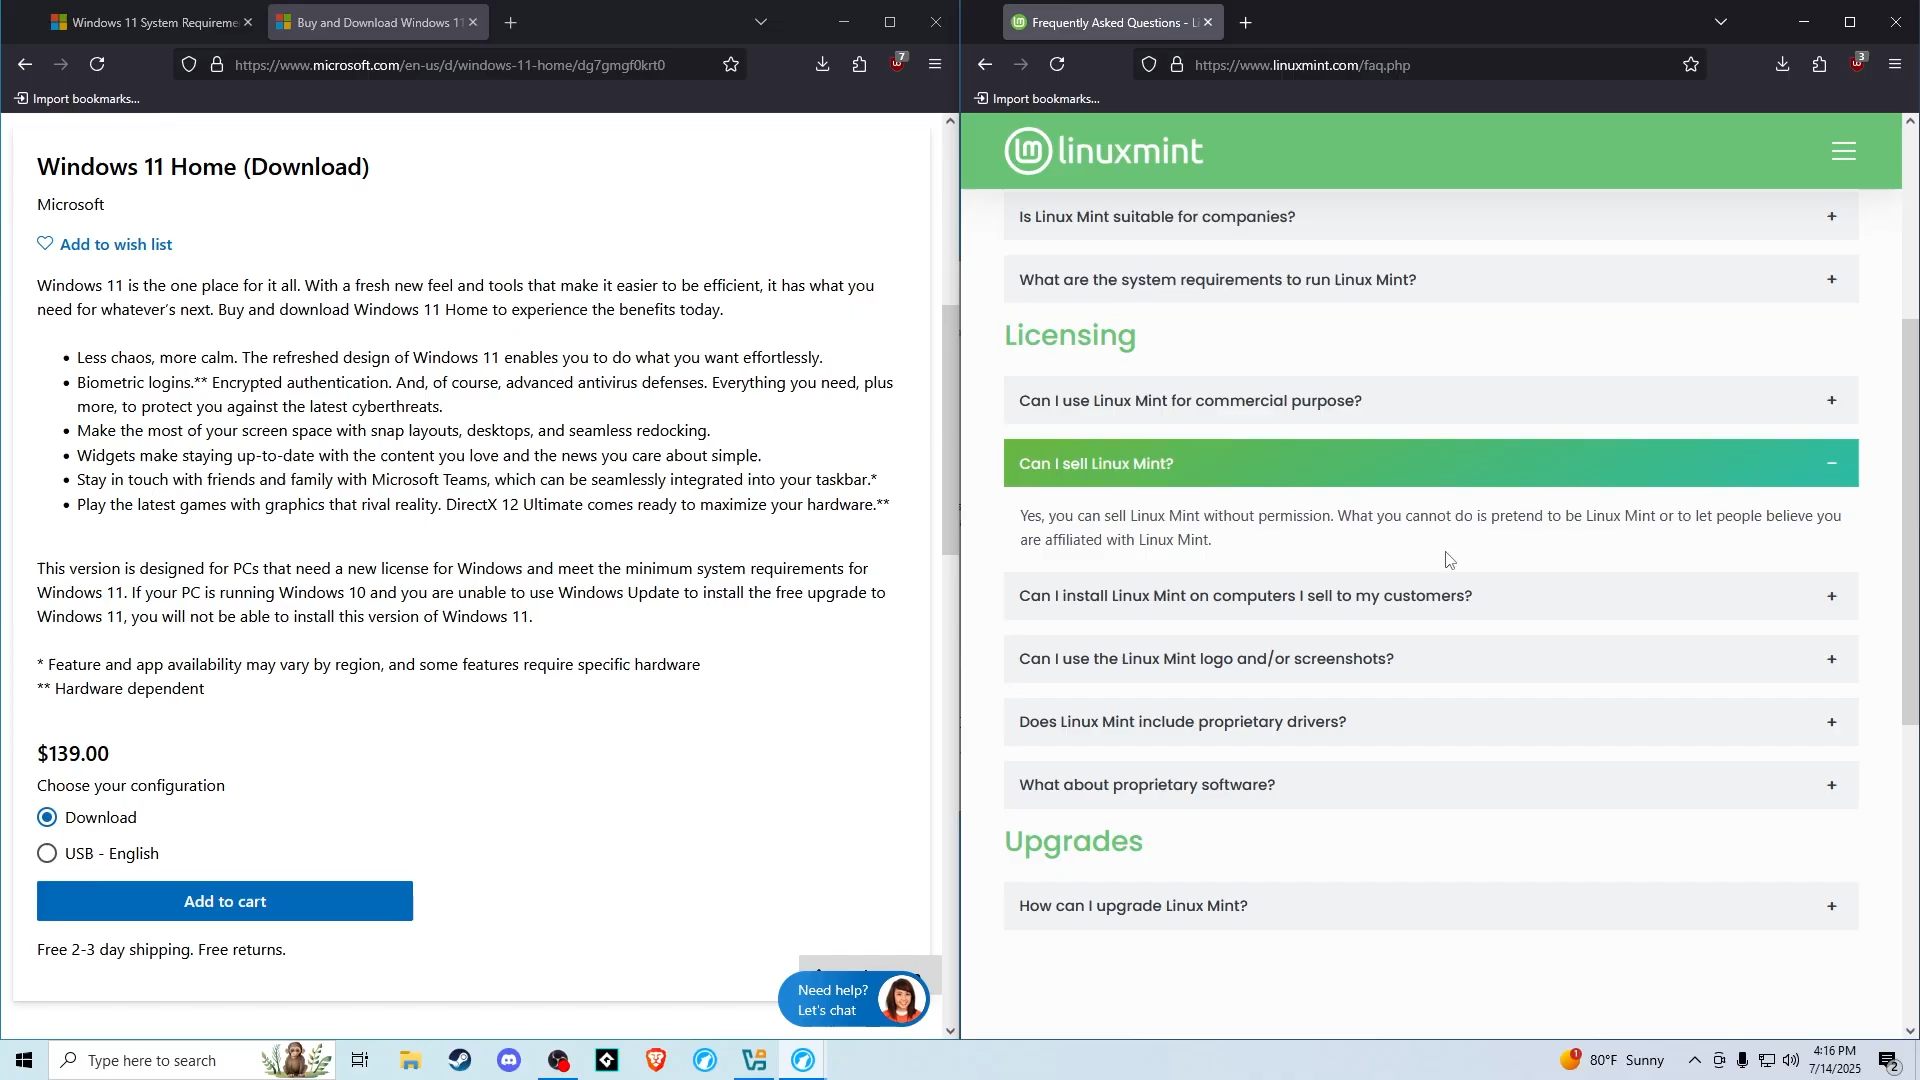 Windows 11 System Requireme
Buy and Download Windows 11
https://www.microsoft.com/en-us/d/windows-11-home/dg7gmgf0krt0
7
Import bookmarks...
Windows 11 Home (Download)
Microsoft
Add to wish list
Windows 11 is the one place for it all. With a fresh new feel and tools that make it easier to be efficient, it has what you
need for whatever's next. Buy and download Windows 11 Home to experience the benefits today.
• Less chaos, more calm. The refreshed design of Windows 11 enables you to do what you want effortlessly.
• Biometric logins.** Encrypted authentication. And, of course, advanced antivirus defenses. Everything you need, plus
more, to protect you against the latest cyberthreats.
• Make the most of your screen space with snap layouts, desktops, and seamless redocking.
• Widgets make staying up-to-date with the content you love and the news you care about simple.
• Stay in touch with friends and family with Microsoft Teams, which can be seamlessly integrated into your taskbar.*
• Play the latest games with graphics that rival reality. DirectX 12 Ultimate comes ready to maximize your hardware.**
This version is designed for PCs that need a new license for Windows and meet the minimum system requirements for
Windows 11. If your PC is running Windows 10 and you are unable to use Windows Update to install the free upgrade to
Windows 11, you will not be able to install this version of Windows 11.
* Feature and app availability may vary by region, and some features require specific hardware
** Hardware dependent
$139.00
Choose your configuration
Download
USB - English
Add to cart
Free 2-3 day shipping. Free returns.
Need help?
Let's chat
Frequently Asked Questions - Li
https://www.linuxmint.com/faq.php
3
Import bookmarks...
lm linuxmint
Is Linux Mint suitable for companies? +
What are the system requirements to run Linux Mint? +
Licensing
Can I use Linux Mint for commercial purpose? +
Can I sell Linux Mint? −
Yes, you can sell Linux Mint without permission. What you cannot do is pretend to be Linux Mint or to let people believe you
are affiliated with Linux Mint.
Can I install Linux Mint on computers I sell to my customers? +
Can I use the Linux Mint logo and/or screenshots? +
Does Linux Mint include proprietary drivers? +
What about proprietary software? +
Upgrades
How can I upgrade Linux Mint? +
Type here to search
1
80°F Sunny
4:16 PM
7/14/2025
2